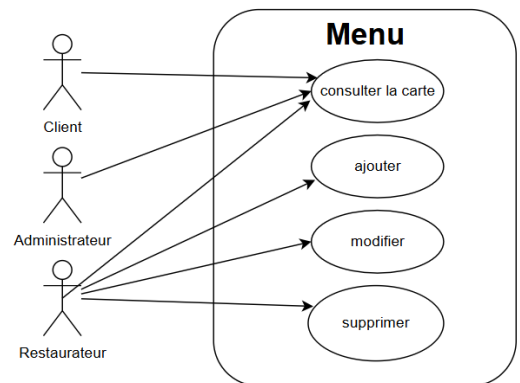 Menu
consulter la carte
Client
ajouter
Administrateur
modifier
supprimer
Restaurateur